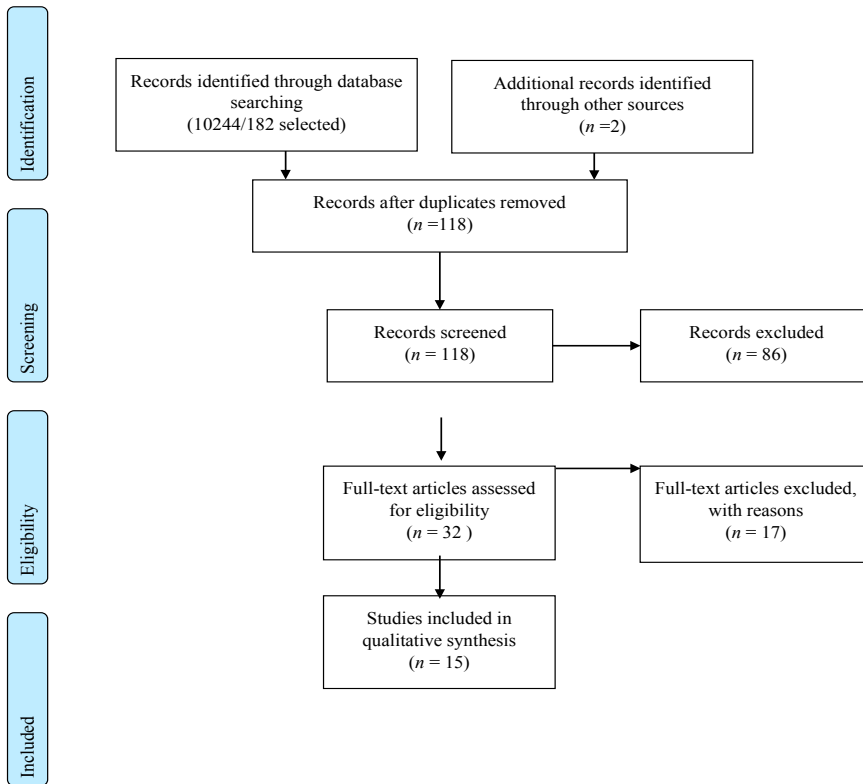 Identification
Records identified through database
searching
(10244/182 selected)
Additional records identified
through other sources
(n =2)
Records after duplicates removed
(n =118)
Screening
Records screened
(n = 118)
Records excluded
(n = 86)
Eligibility
Full-text articles assessed
for eligibility
(n = 32 )
Full-text articles excluded,
with reasons
(n = 17)
Included
Studies included in
qualitative synthesis
(n = 15)